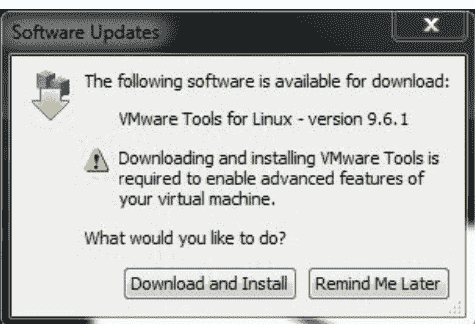 Software Updates
The following software is available for download:
VMware Tools for Linux - version 9.6.1
Downloading and installing VMware Tools is
required to enable advanced features of
your virtual machine.
What would you like to do?
Download and Install Remind Me Later